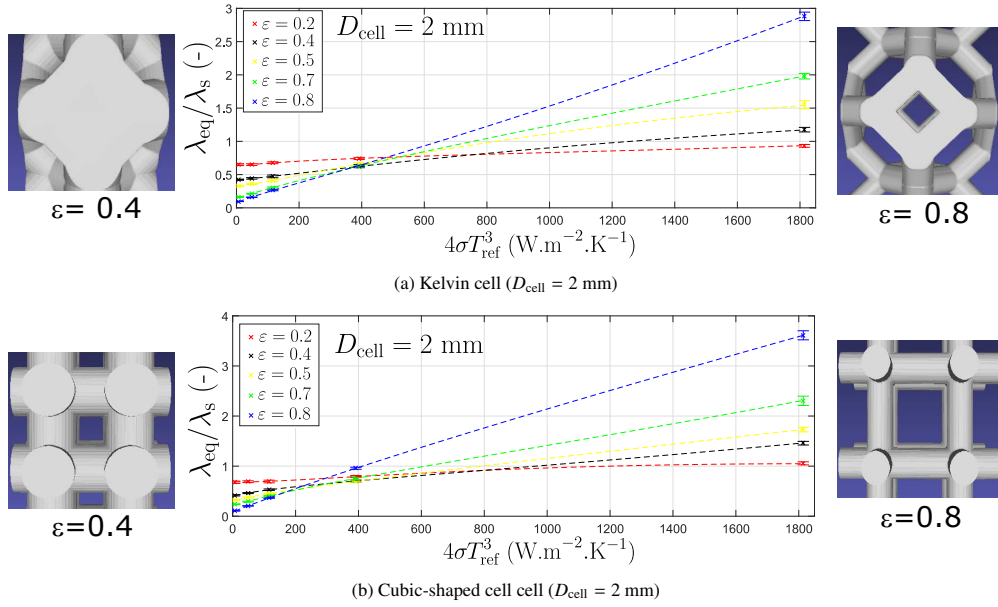 D_cell = 2 mm
ε = 0.2
ε = 0.4
ε = 0.5
ε = 0.7
ε = 0.8
λ_eq/λ_s (-)
3
2.5
2
1.5
1
0.5
0
0 200 400 600 800 1000 1200 1400 1600 1800
4σT_ref^3 (W.m^-2.K^-1)
ε= 0.4
ε= 0.8
(a) Kelvin cell (D_cell = 2 mm)
D_cell = 2 mm
ε = 0.2
ε = 0.4
ε = 0.5
ε = 0.7
ε = 0.8
λ_eq/λ_s (-)
4
3
2
1
0
0 200 400 600 800 1000 1200 1400 1600 1800
4σT_ref^3 (W.m^-2.K^-1)
ε=0.4
ε=0.8
(b) Cubic-shaped cell cell (D_cell = 2 mm)